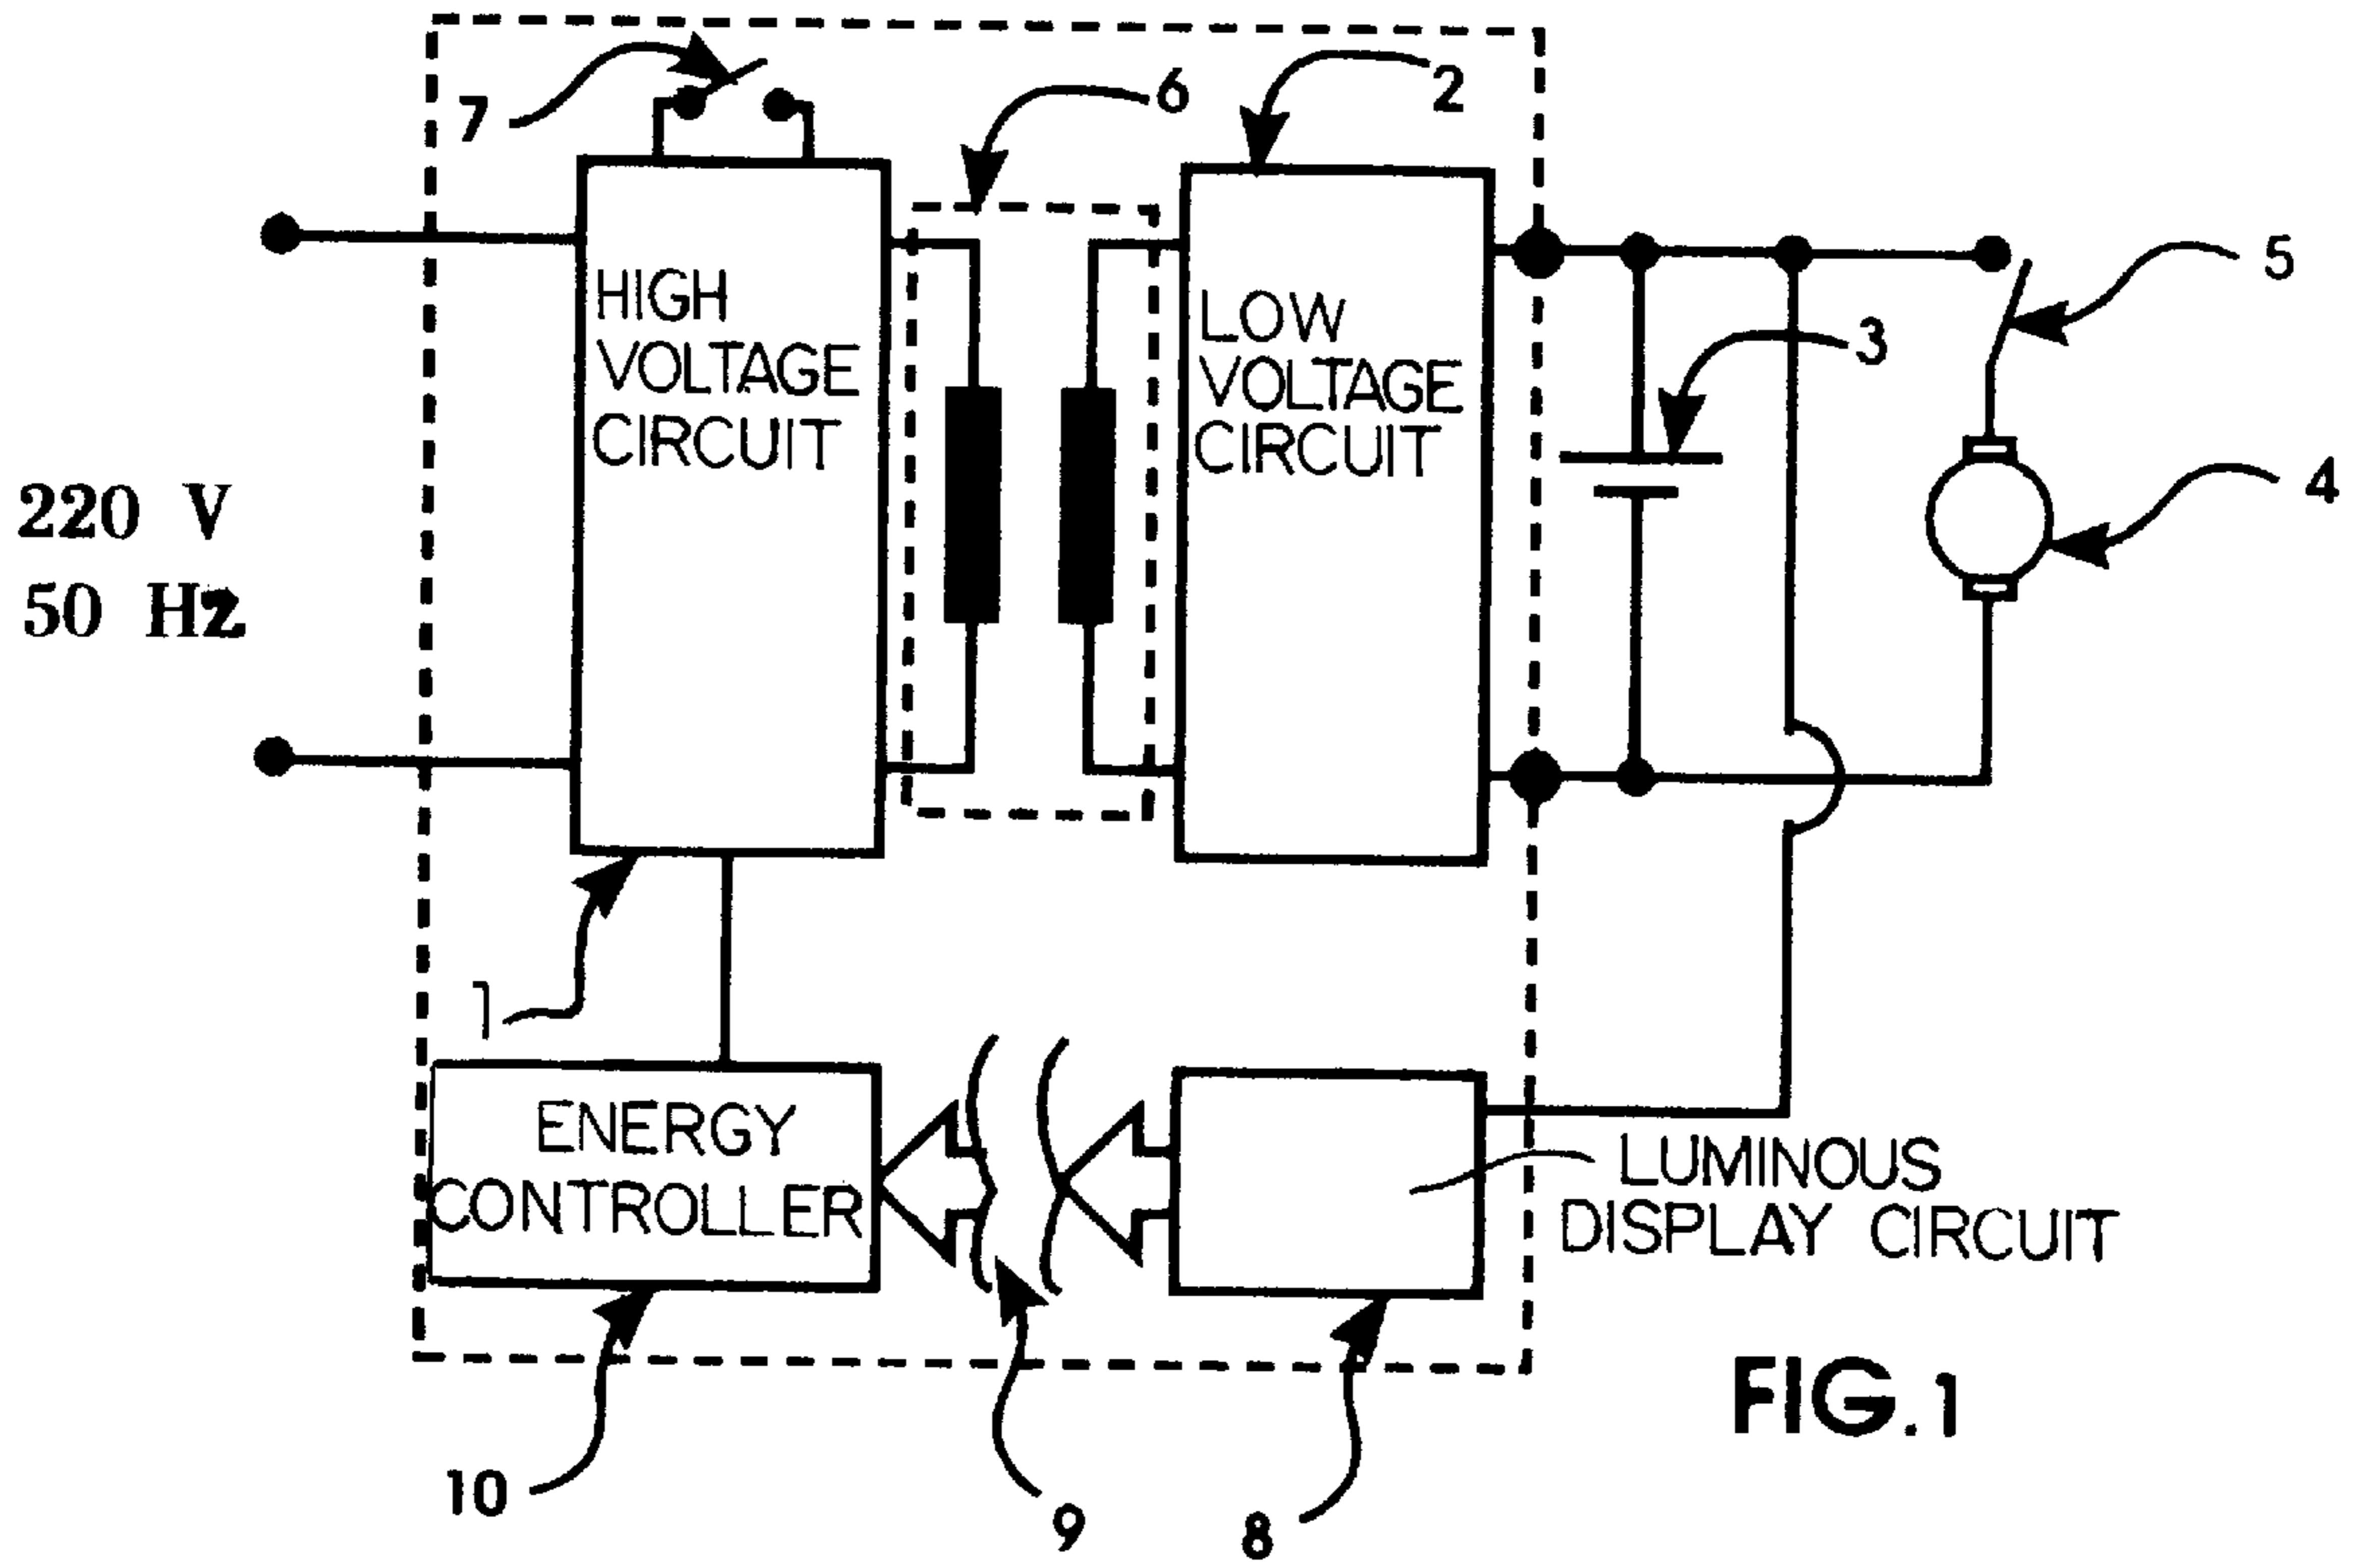 7
6
2
5
3
4
HIGH
VOLTAGE
CIRCUIT
LOW
VOLTAGE
CIRCUIT
220 V
50 Hz
1
ENERGY
CONTROLLER
LUMINOUS
DISPLAY CIRCUIT
10
9
8
FIG.1